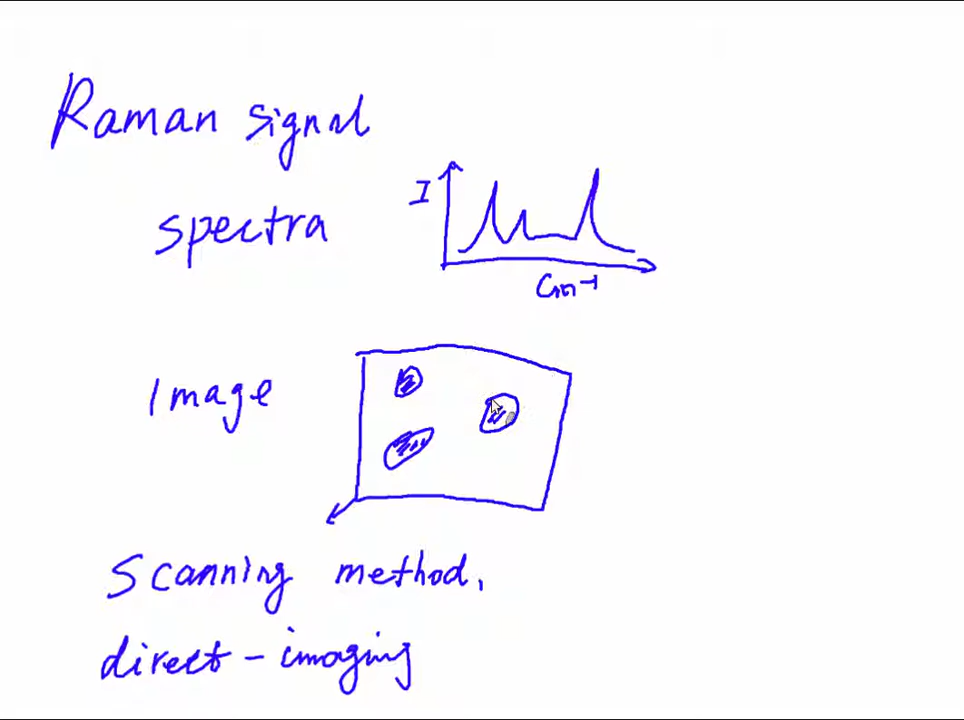 Raman signal
spectra
I
cm⁻¹
Image
Scanning method,
direct-imaging